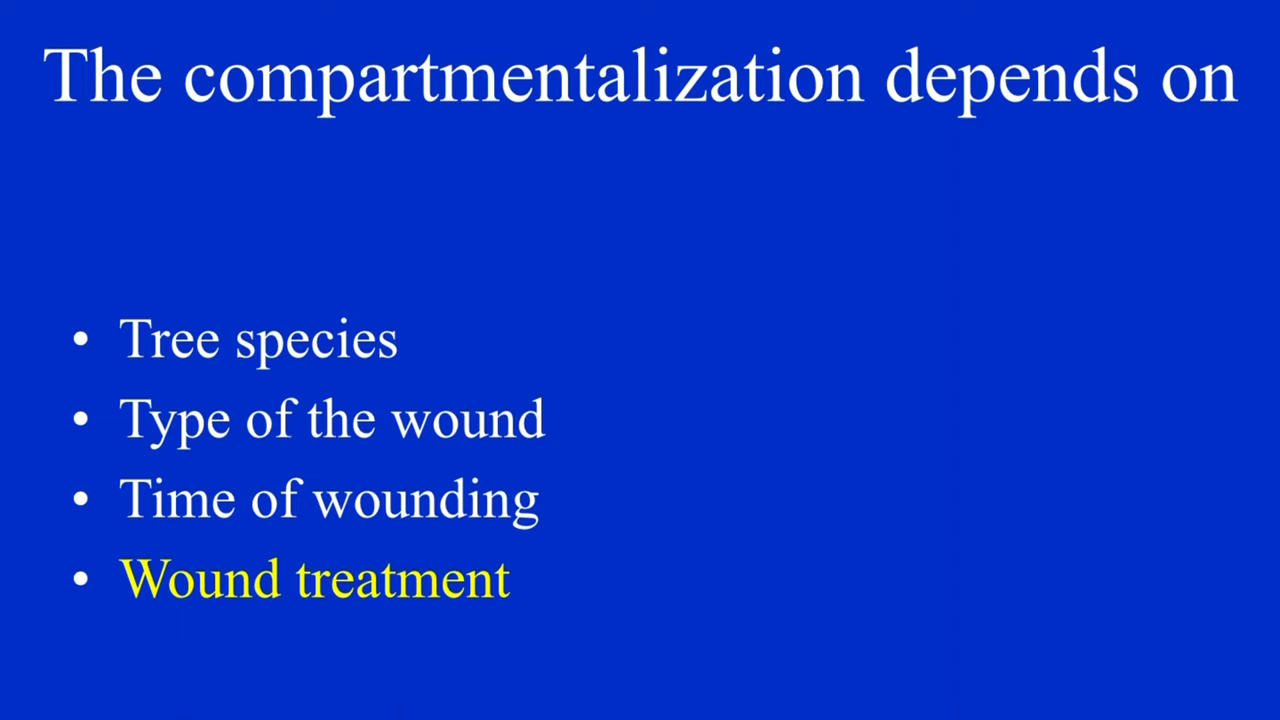 The compartmentalization depends on
• Tree species
• Type of the wound
• Time of wounding
• Wound treatment